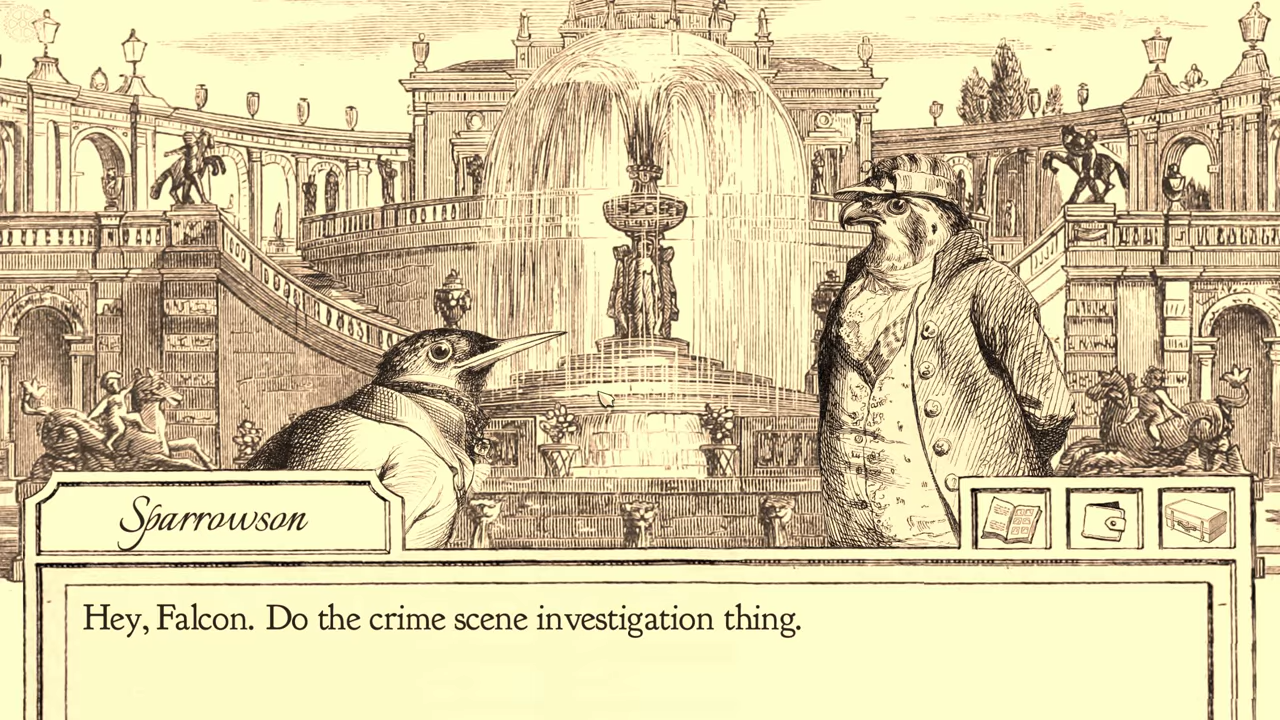 Sparrowson
Hey, Falcon. Do the crime scene investigation thing.